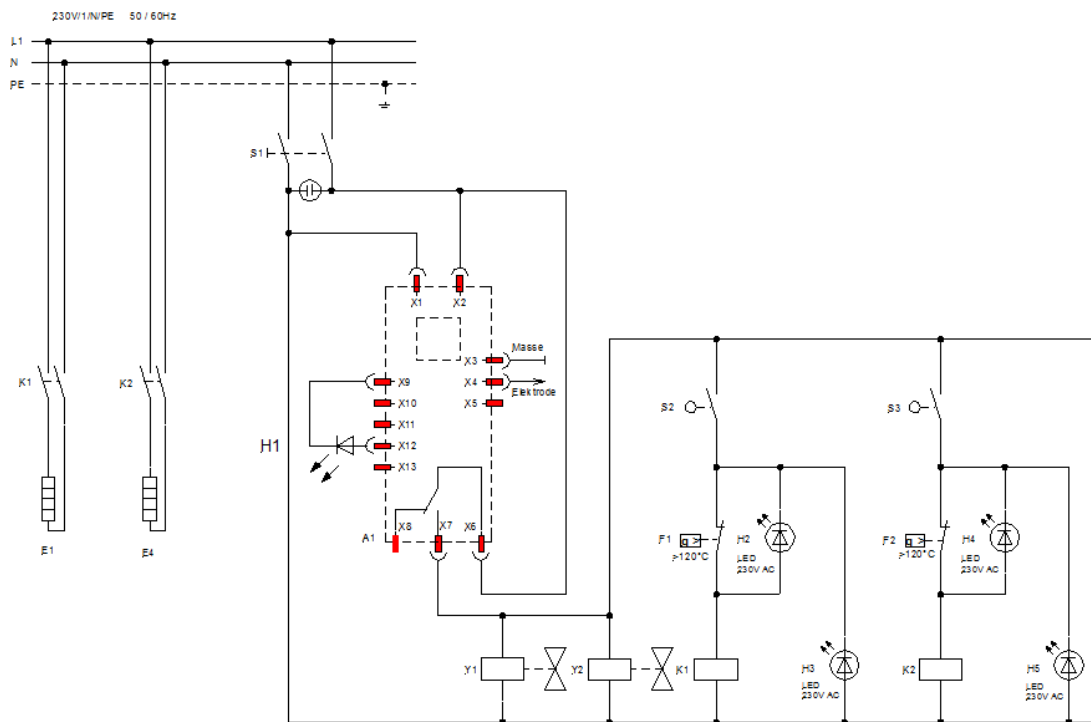 230V/1/N/PE 50 / 60Hz
L1
N
PE
S1
X1 X2
Masse
X3
K1 K2 X9 X4
Elektrode
X10 X5 S2 S3
X11
H1 X12
X13
X8 X7 X6
A1 F1 H2 F2 H4
E1 E4 >120°C LED >120°C LED
230V AC 230V AC
Y1 Y2 K1 H3 K2 H5
LED LED
230V AC 230V AC